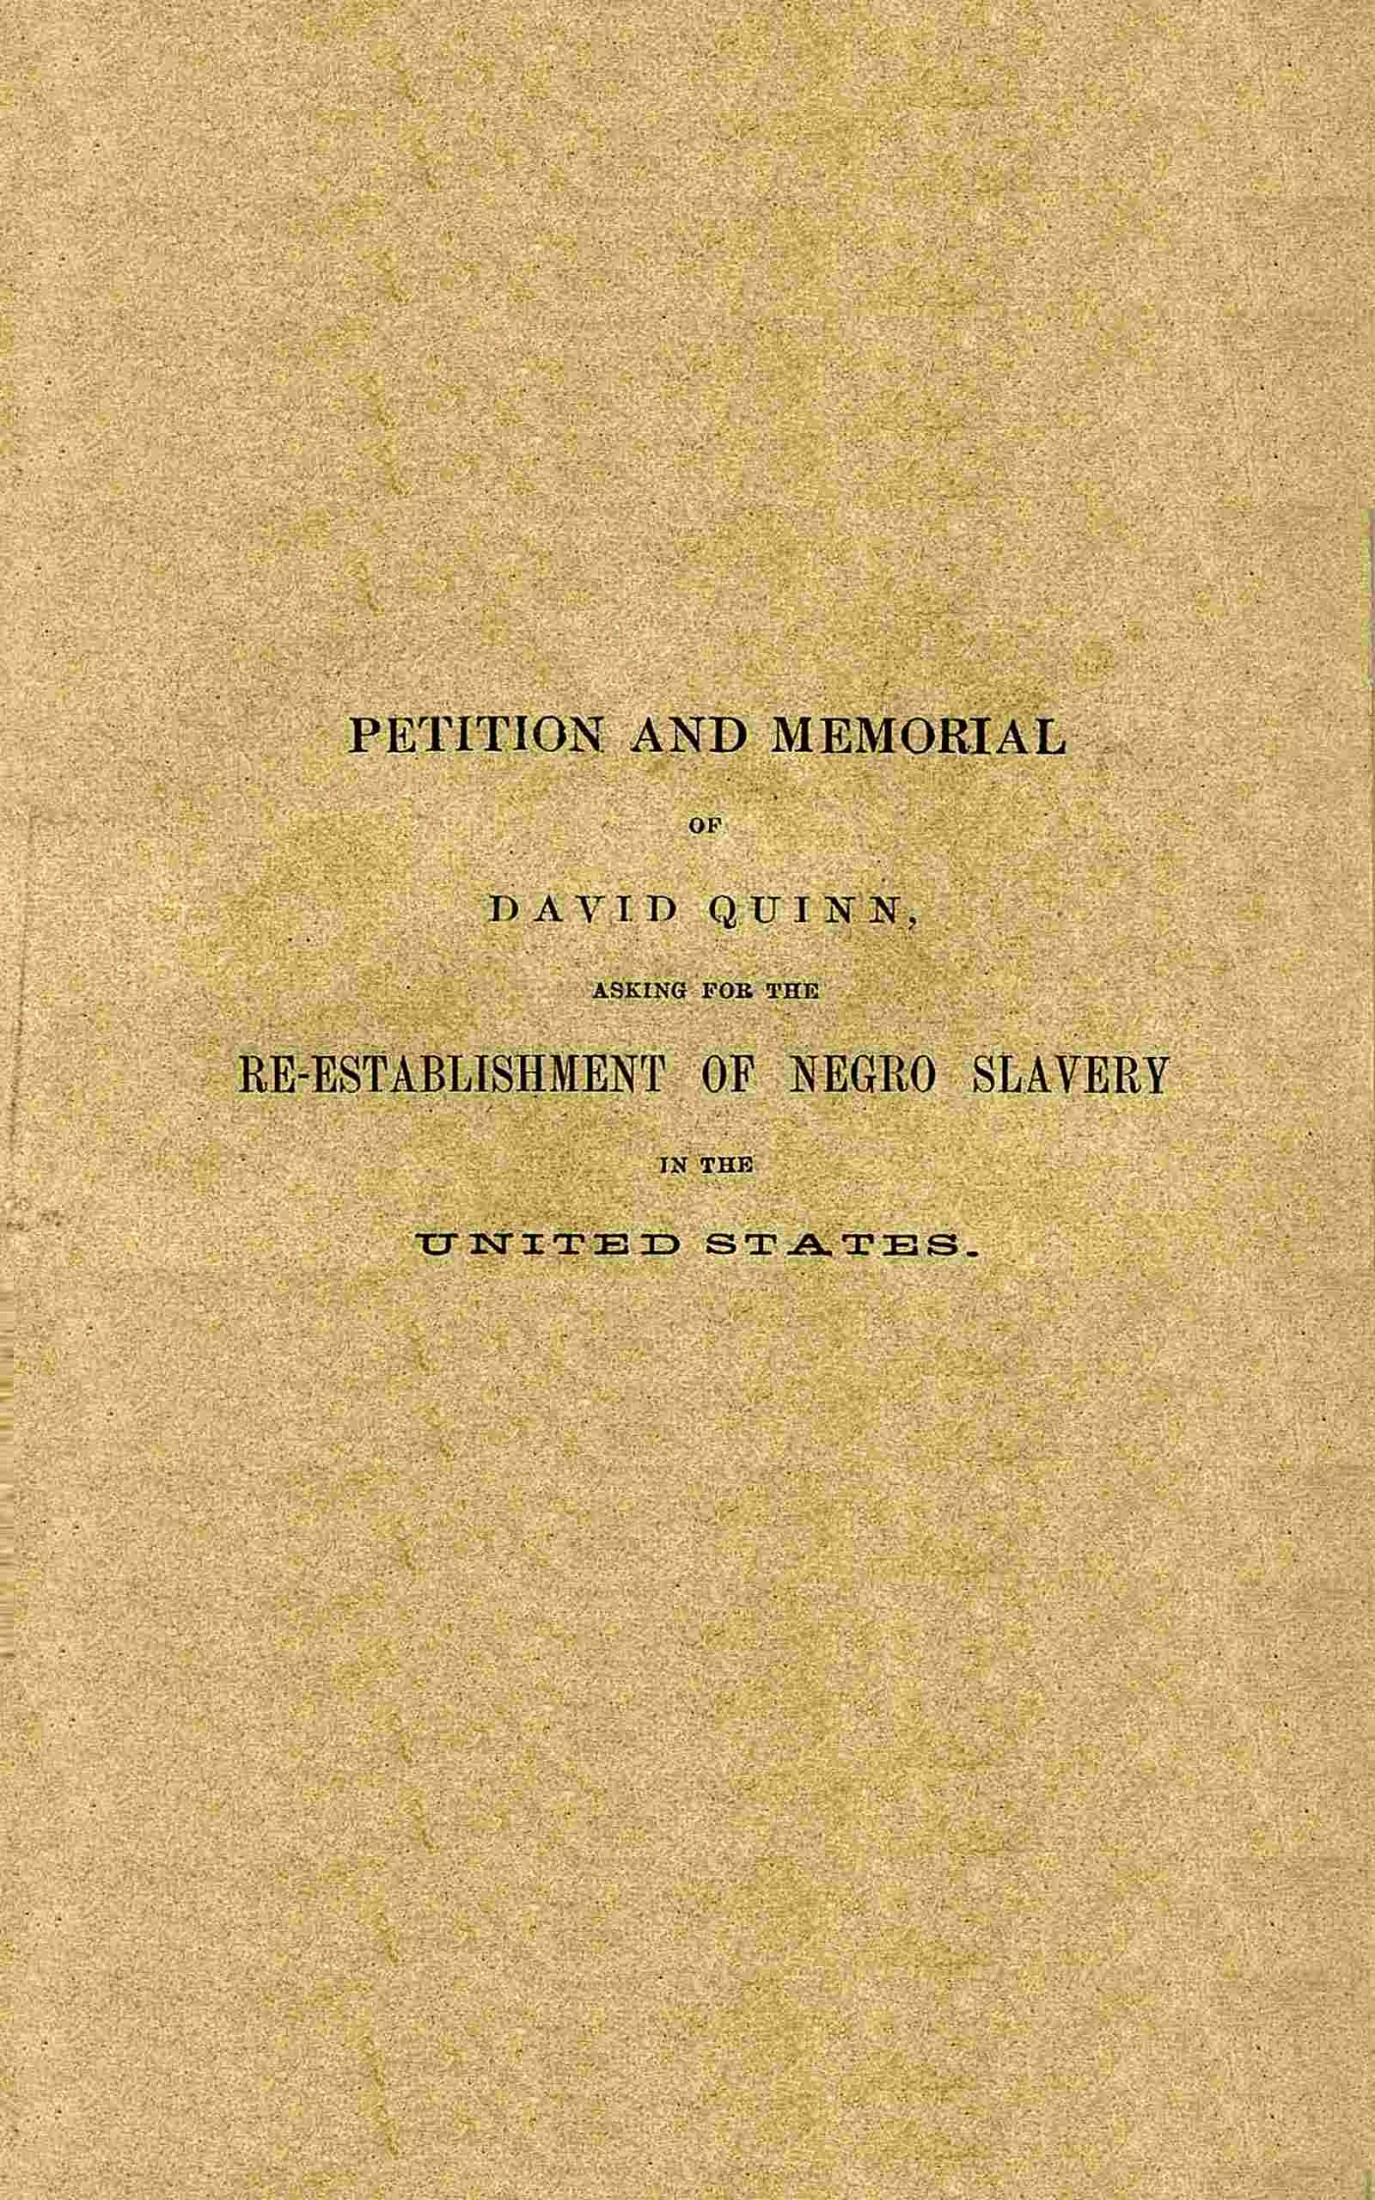 PETITION AND MEMORIAL
OF
DAVID QUINN,
ASKING FOR THE
RE-ESTABLISHMENT OF NEGRO SLAVERY
IN THE
UNITED STATES.